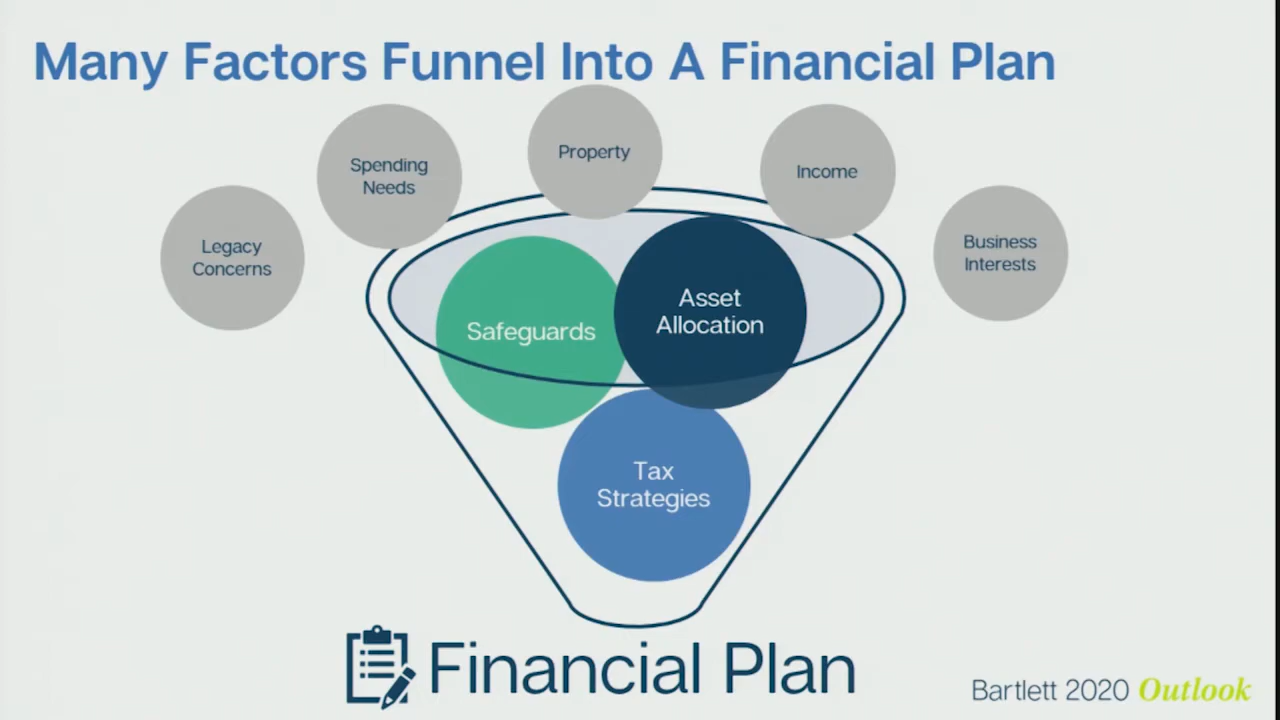 Many Factors Funnel Into A Financial Plan
Legacy
Concerns
Spending
Needs
Property
Income
Business
Interests
Safeguards
Asset
Allocation
Tax
Strategies
Financial Plan
Bartlett 2020 Outlook